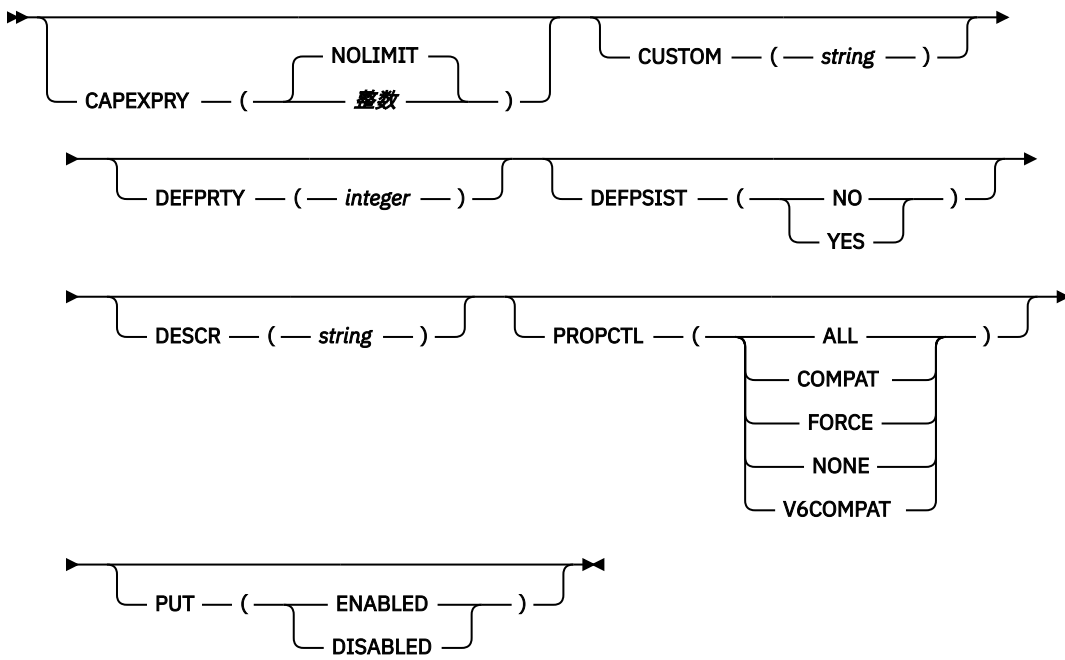 NOLIMIT
CAPEXPRY ( 整数 )
CUSTOM ( string )
DEFPRTY ( integer )
DEFPSIST ( NO )
YES
DESCR ( string )
PROPCTL ( ALL )
COMPAT
FORCE
NONE
V6COMPAT
PUT ( ENABLED )
DISABLED